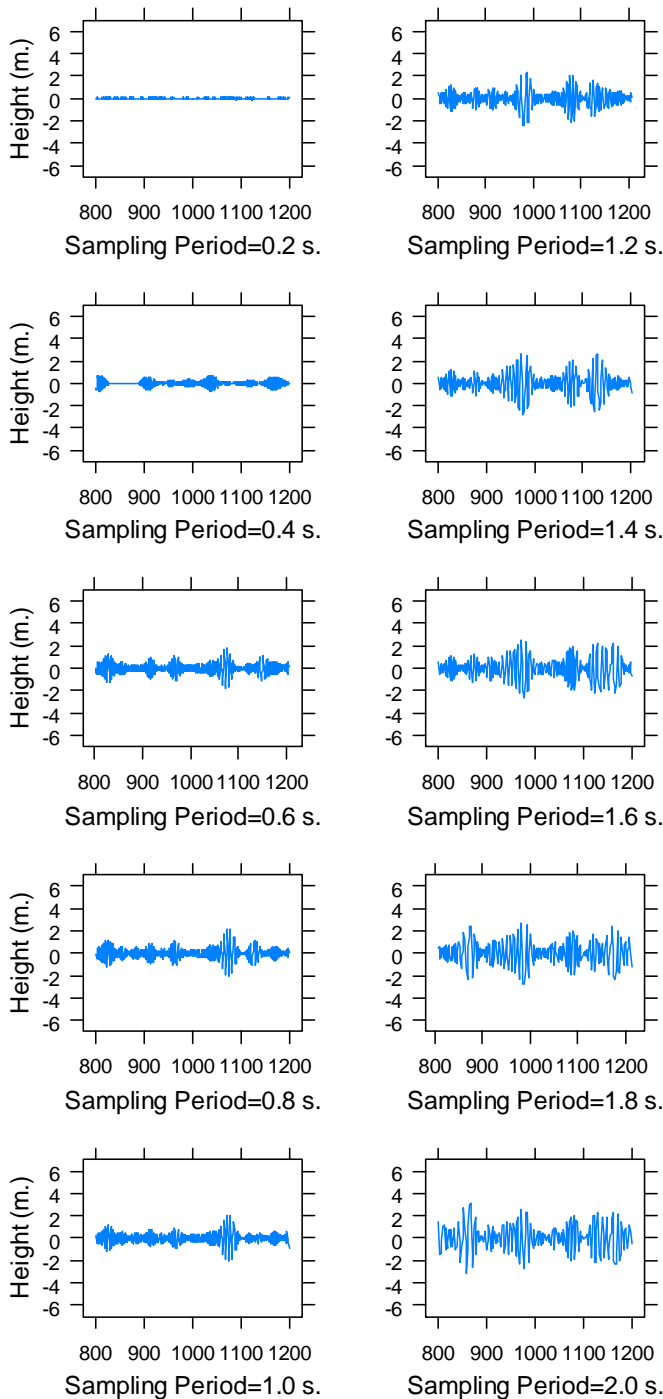 Height (m.)
6
4
2
0
-2
-4
-6
800 900 1000 1100 1200
Sampling Period=0.2 s.
6
4
2
0
-2
-4
-6
800 900 1000 1100 1200
Sampling Period=1.2 s.
Height (m.)
6
4
2
0
-2
-4
-6
800 900 1000 1100 1200
Sampling Period=0.4 s.
6
4
2
0
-2
-4
-6
800 900 1000 1100 1200
Sampling Period=1.4 s.
Height (m.)
6
4
2
0
-2
-4
-6
800 900 1000 1100 1200
Sampling Period=0.6 s.
6
4
2
0
-2
-4
-6
800 900 1000 1100 1200
Sampling Period=1.6 s.
Height (m.)
6
4
2
0
-2
-4
-6
800 900 1000 1100 1200
Sampling Period=0.8 s.
6
4
2
0
-2
-4
-6
800 900 1000 1100 1200
Sampling Period=1.8 s.
Height (m.)
6
4
2
0
-2
-4
-6
800 900 1000 1100 1200
Sampling Period=1.0 s.
6
4
2
0
-2
-4
-6
800 900 1000 1100 1200
Sampling Period=2.0 s.